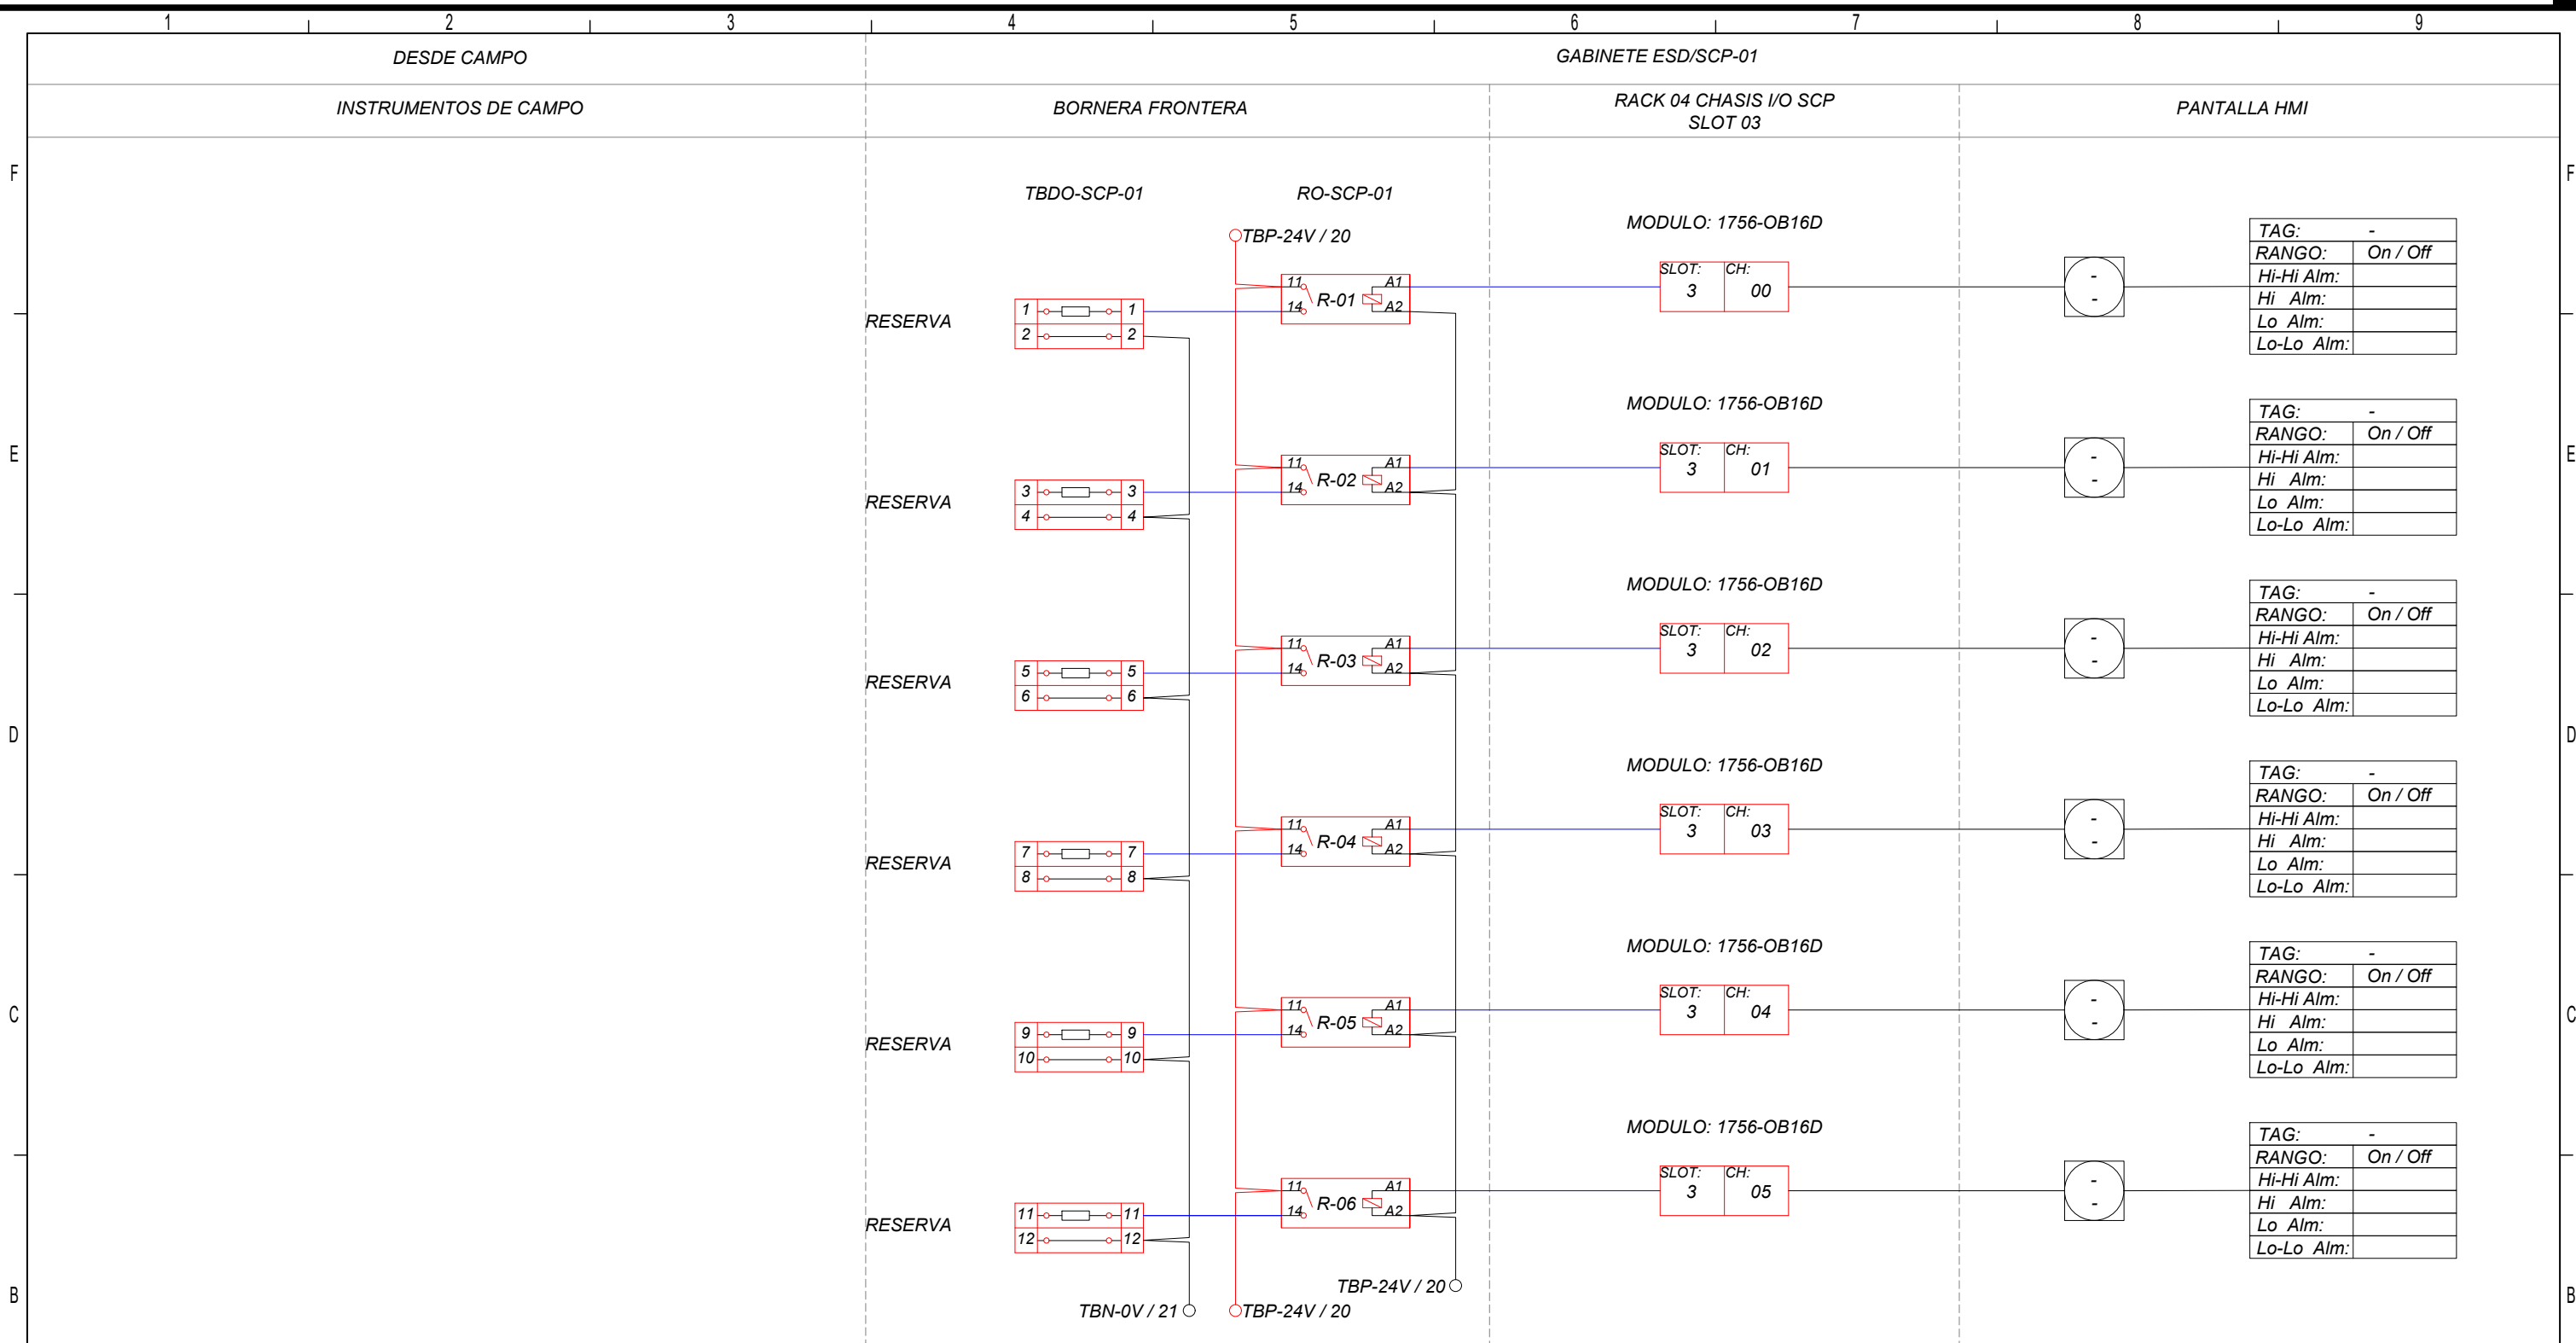 1 2 3 4 5 6 7 8 9
DESDE CAMPO
GABINETE ESD/SCP-01
INSTRUMENTOS DE CAMPO
BORNERA FRONTERA
RACK 04 CHASIS I/O SCP
SLOT 03
PANTALLA HMI
F
F
TBDO-SCP-01
RO-SCP-01
TBP-24V / 20
MODULO: 1756-OB16D
RESERVA
1 1
2 2
11 R-01 A1
14 A2
SLOT: CH:
3 00
-
-
TAG: -
RANGO: On / Off
Hi-Hi Alm:
Hi Alm:
Lo Alm:
Lo-Lo Alm:
E
E
MODULO: 1756-OB16D
RESERVA
3 3
4 4
11 R-02 A1
14 A2
SLOT: CH:
3 01
-
-
TAG: -
RANGO: On / Off
Hi-Hi Alm:
Hi Alm:
Lo Alm:
Lo-Lo Alm:
MODULO: 1756-OB16D
RESERVA
5 5
6 6
11 R-03 A1
14 A2
SLOT: CH:
3 02
-
-
TAG: -
RANGO: On / Off
Hi-Hi Alm:
Hi Alm:
Lo Alm:
Lo-Lo Alm:
D
D
MODULO: 1756-OB16D
RESERVA
7 7
8 8
11 R-04 A1
14 A2
SLOT: CH:
3 03
-
-
TAG: -
RANGO: On / Off
Hi-Hi Alm:
Hi Alm:
Lo Alm:
Lo-Lo Alm:
C
C
MODULO: 1756-OB16D
RESERVA
9 9
10 10
11 R-05 A1
14 A2
SLOT: CH:
3 04
-
-
TAG: -
RANGO: On / Off
Hi-Hi Alm:
Hi Alm:
Lo Alm:
Lo-Lo Alm:
MODULO: 1756-OB16D
RESERVA
11 11
12 12
11 R-06 A1
14 A2
SLOT: CH:
3 05
-
-
TAG: -
RANGO: On / Off
Hi-Hi Alm:
Hi Alm:
Lo Alm:
Lo-Lo Alm:
B
B
TBP-24V / 20
TBN-0V / 21
TBP-24V / 20